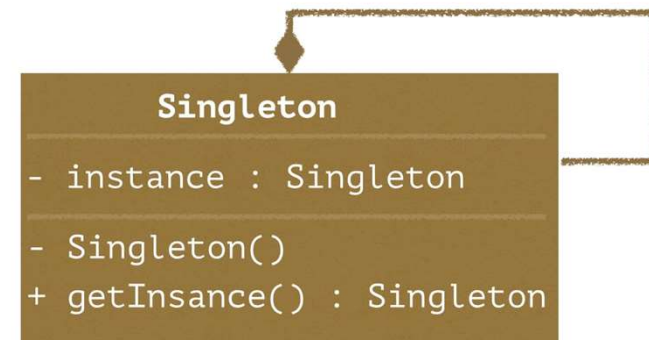 Singleton
- instance : Singleton
- Singleton()
+ getInsance() : Singleton